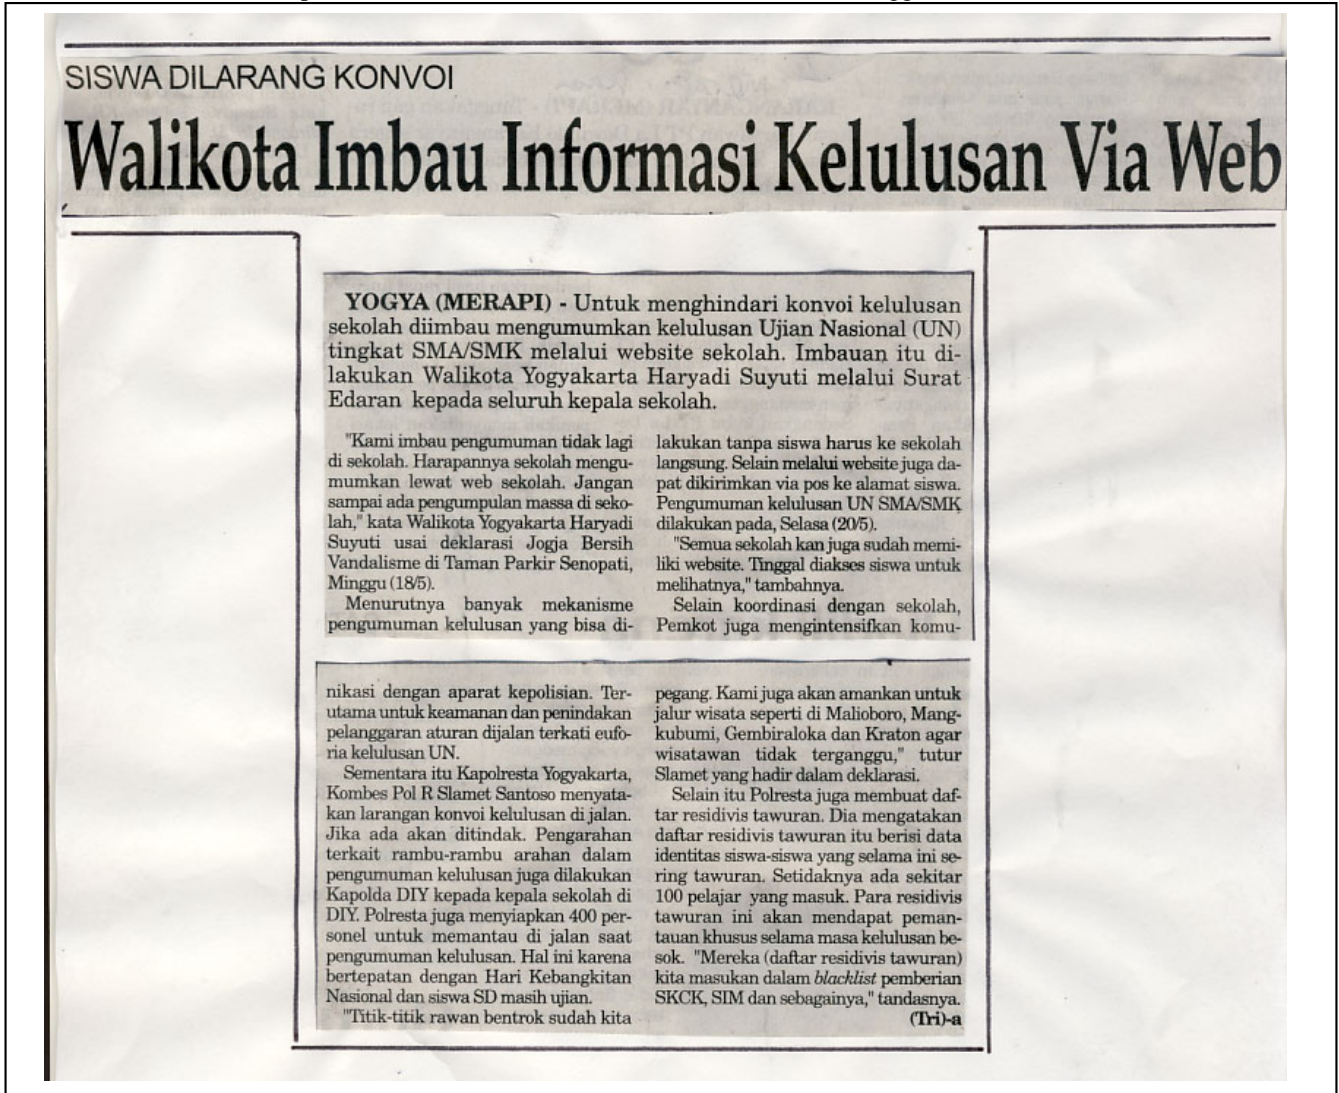 SISWA DILARANG KONVOI
Walikota Imbau Informasi Kelulusan Via Web
YOGYA (MERAPI) - Untuk menghindari konvoi kelulusan
sekolah diimbau mengumumkan kelulusan Ujian Nasional (UN)
tingkat SMA/SMK melalui website sekolah. Imbauan itu di-
lakukan Walikota Yogyakarta Haryadi Suyuti melalui Surat
Edaran kepada seluruh kepala sekolah.
"Kami imbau pengumuman tidak lagi
di sekolah. Harapannya sekolah mengu-
mumkan lewat web sekolah. Jangan
sampai ada pengumpulan massa di seko-
lah," kata Walikota Yogyakarta Haryadi
Suyuti usai deklarasi Jogja Bersih
Vandalisme di Taman Parkir Senopati,
Minggu (18/5).
Menurutnya banyak mekanisme
pengumuman kelulusan yang bisa di-
lakukan tanpa siswa harus ke sekolah
langsung. Selain melalui website juga da-
pat dikirimkan via pos ke alamat siswa.
Pengumuman kelulusan UN SMA/SMK
dilakukan pada, Selasa (20/5).
"Semua sekolah kan juga sudah memi-
liki website. Tinggal diakses siswa untuk
melihatnya," tambahnya.
Selain koordinasi dengan sekolah,
Pemkot juga mengintensifkan komu-
nikasi dengan aparat kepolisian. Ter-
utama untuk keamanan dan penindakan
pelanggaran aturan dijalan terkati eufo-
ria kelulusan UN.
Sementara itu Kapolresta Yogyakarta,
Kombes Pol R Slamet Santoso menyata-
kan larangan konvoi kelulusan di jalan.
Jika ada akan ditindak. Pengarahan
terkait rambu-rambu arahan dalam
pengumuman kelulusan juga dilakukan
Kapolda DIY kepada kepala sekolah di
DIY. Polresta juga menyiapkan 400 per-
sonel untuk memantau di jalan saat
pengumuman kelulusan. Hal ini karena
bertepatan dengan Hari Kebangkitan
Nasional dan siswa SD masih ujian.
"Titik-titik rawan bentrok sudah kita
pegang. Kami juga akan amankan untuk
jalur wisata seperti di Malioboro, Mang-
kubumi, Gembiraloka dan Kraton agar
wisatawan tidak terganggu," tutur
Slamet yang hadir dalam deklarasi.
Selain itu Polresta juga membuat daf-
tar residivis tawuran. Dia mengatakan
daftar residivis tawuran itu berisi data
identitas siswa-siswa yang selama ini se-
ring tawuran. Setidaknya ada sekitar
100 pelajar yang masuk. Para residivis
tawuran ini akan mendapat peman-
tauan khusus selama masa kelulusan be-
sok. "Mereka (daftar residivis tawuran)
kita masukan dalam blacklist pemberian
SKCK, SIM dan sebagainya," tandasnya.
(Tri)-a